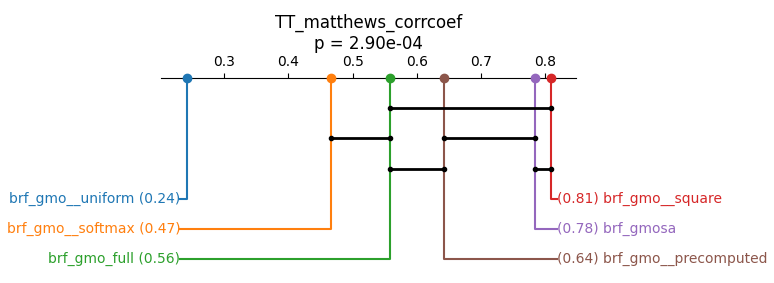 TT_matthews_corrcoef
p = 2.90e-04
0.3 0.4 0.5 0.6 0.7 0.8
brf_gmo__uniform (0.24) (0.81) brf_gmo__square
brf_gmo__softmax (0.47) (0.78) brf_gmosa
brf_gmo_full (0.56) (0.64) brf_gmo__precomputed